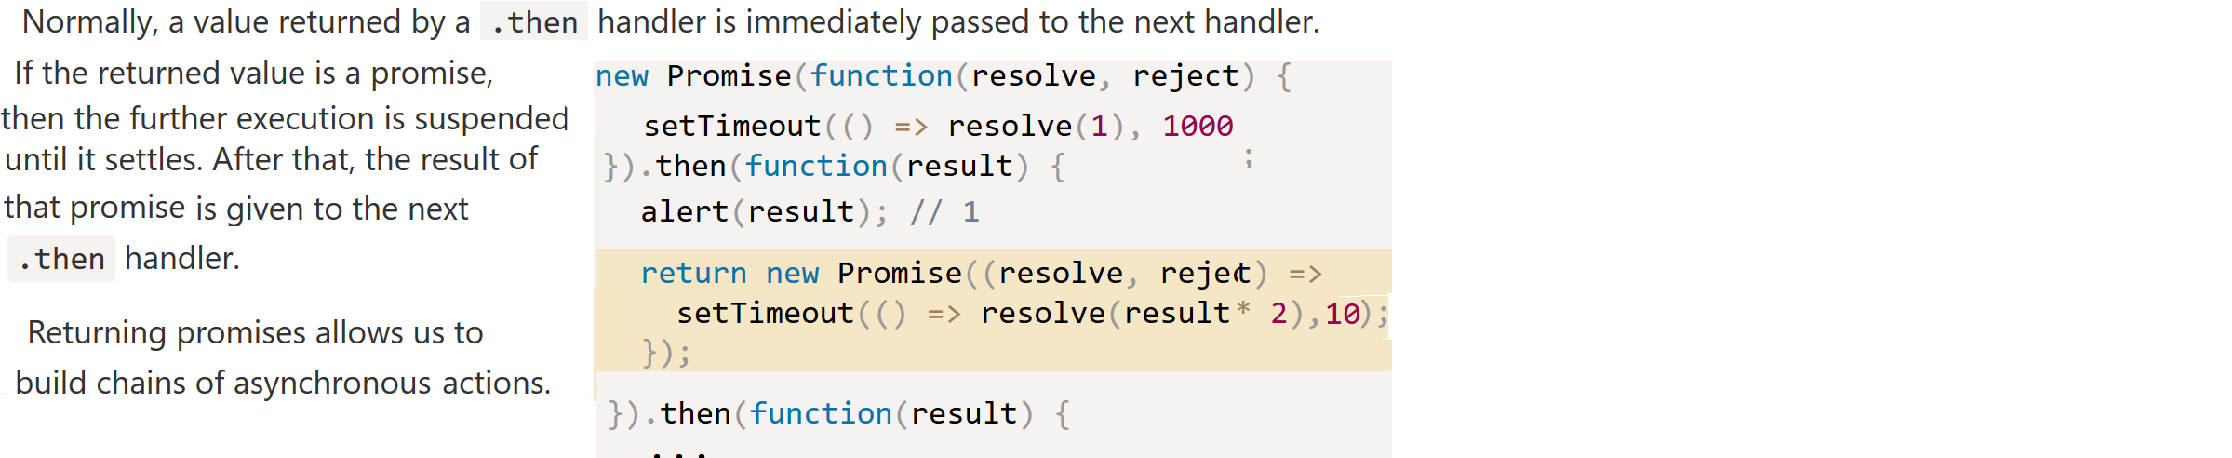 Normally, a value returned by a .then handler is immediately passed to the next handler.
If the returned value is a promise,
then the further execution is suspended
until it settles. After that, the result of
that promise is given to the next
.then handler.
Returning promises allows us to
build chains of asynchronous actions.
new Promise(function(resolve, reject) {
setTimeout(() => resolve(1), 1000
;
}).then(function(result) {
alert(result); // 1
return new Promise((resolve, reject) =>
setTimeout(() => resolve(result* 2),10);
});
}).then(function(result) {